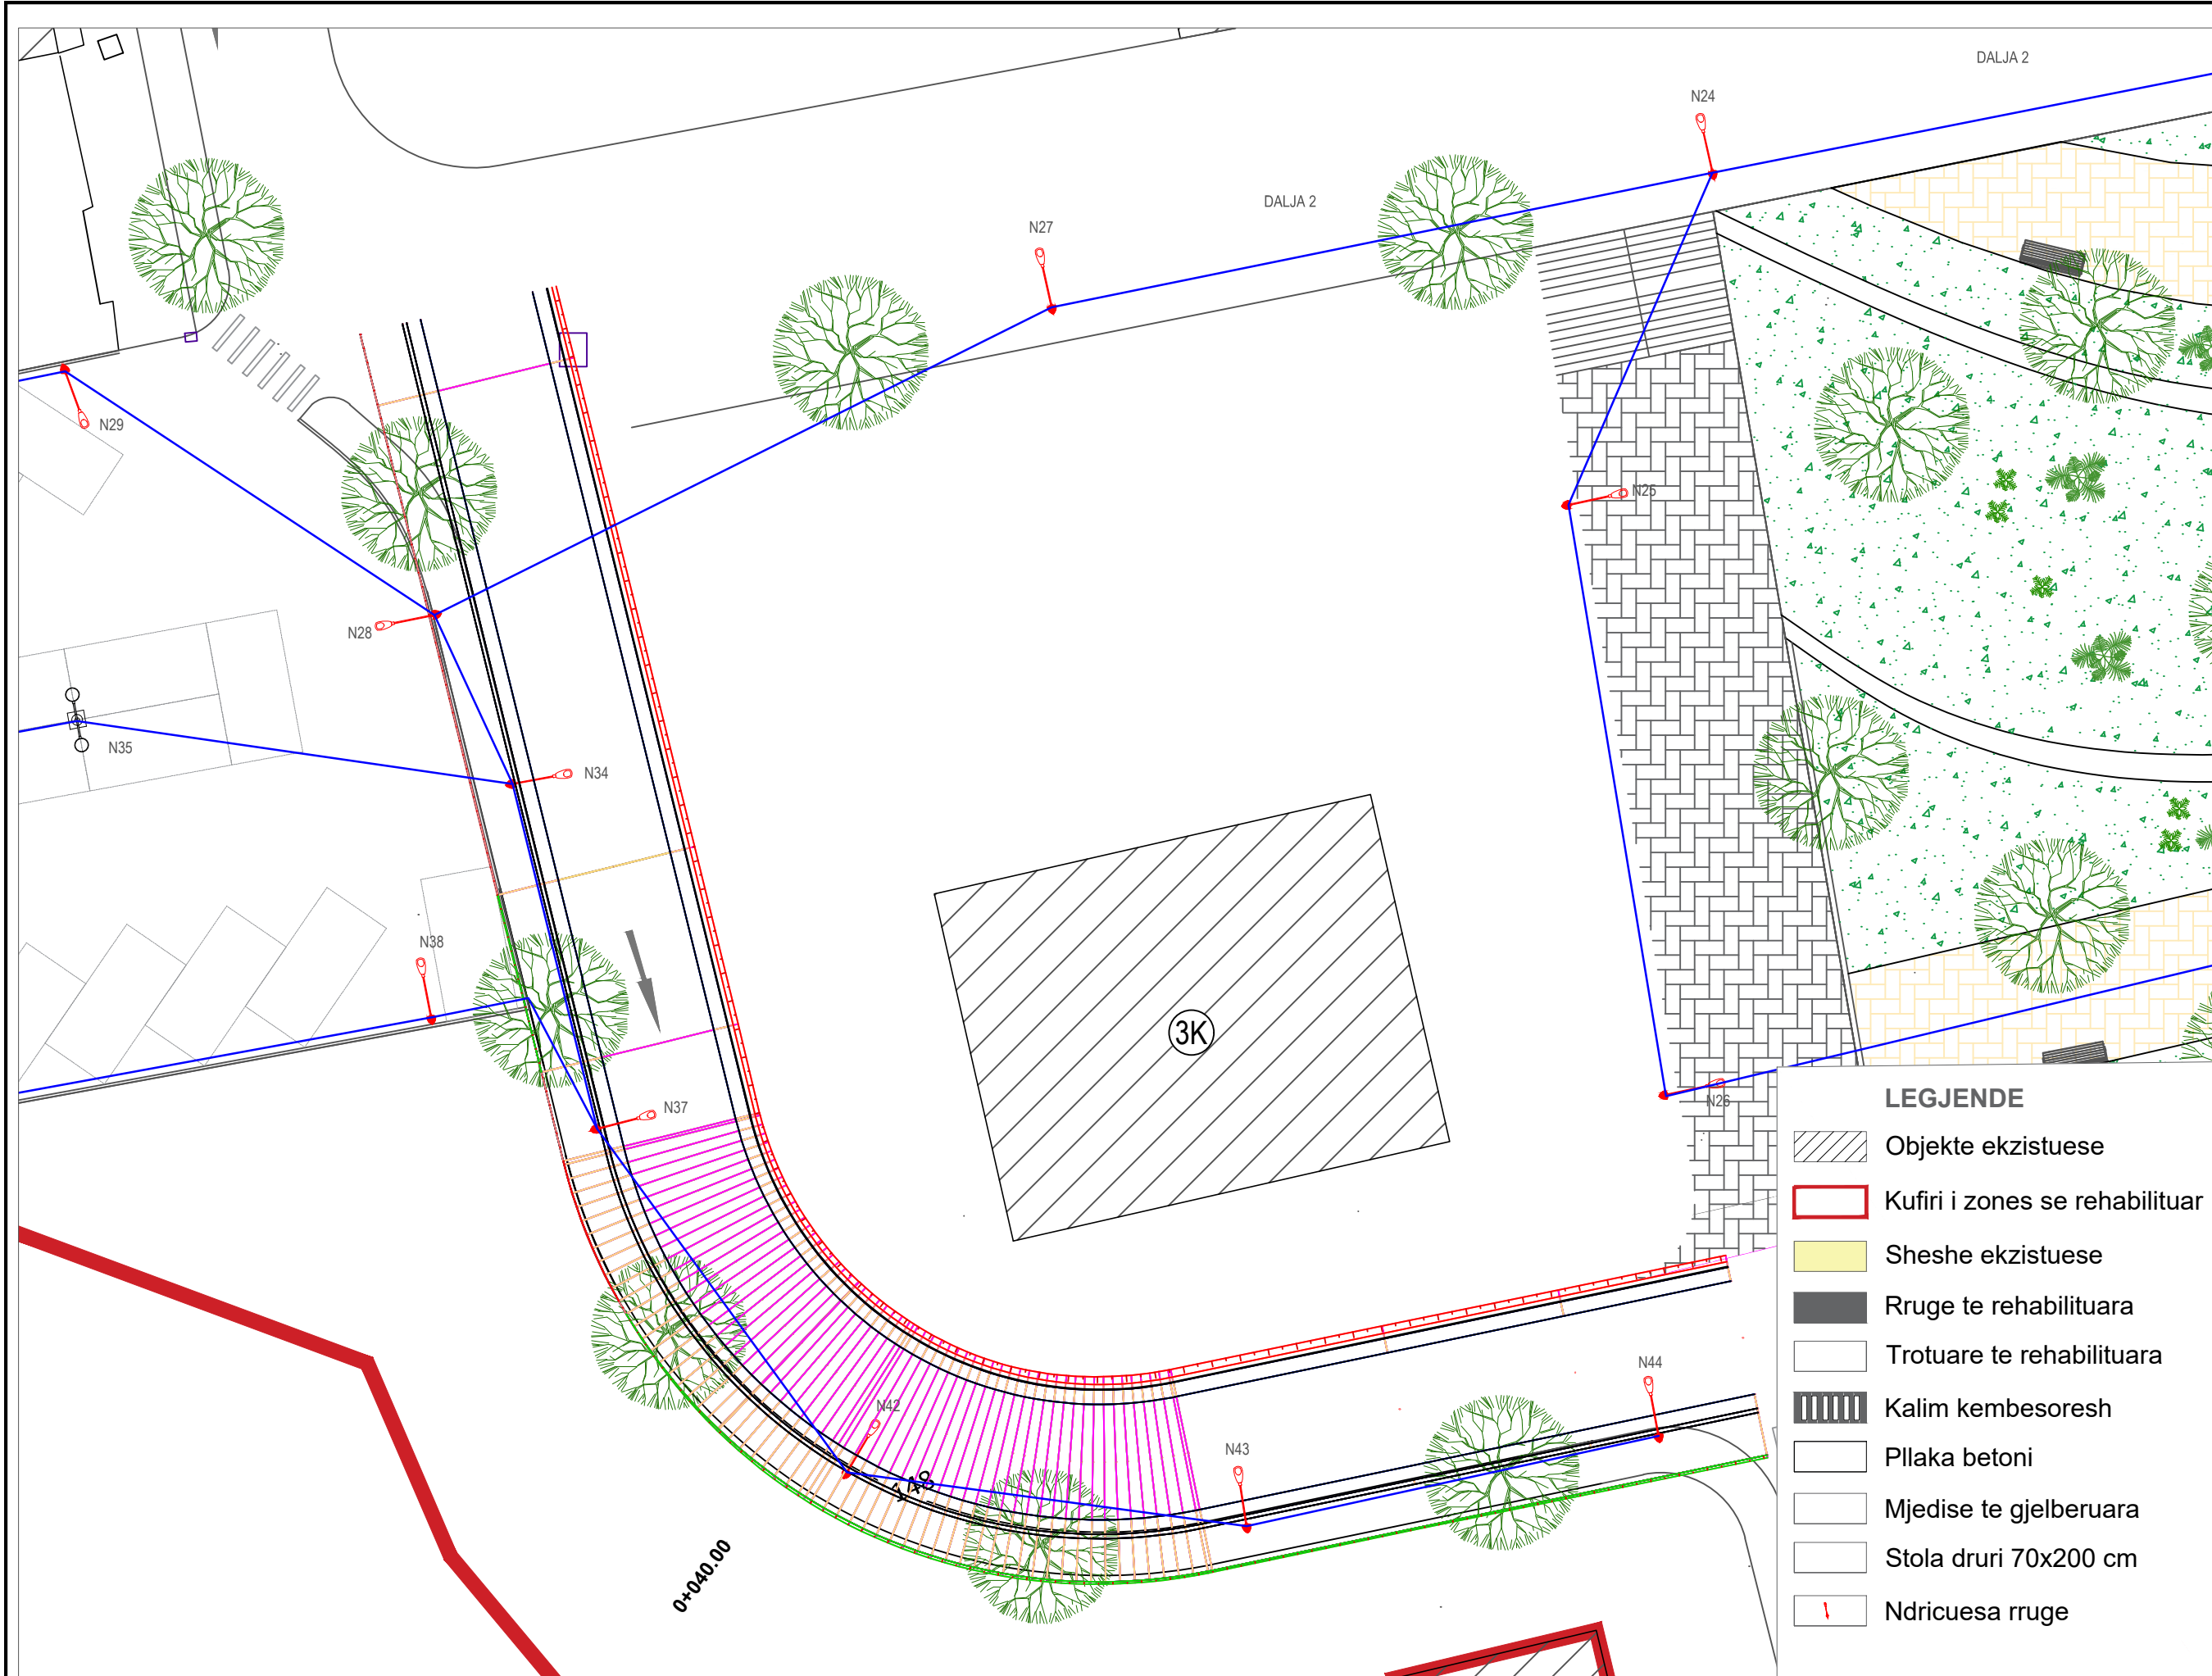 DALJA 2
N24
DALJA 2
N27
N29
N25
N28
N35
N34
N38
3K
N37
N26
N42
N43
N44
0+040.00
LEGJENDE
Objekte ekzistuese
Kufiri i zones se rehabilituar
Sheshe ekzistuese
Rruge te rehabilituara
Trotuare te rehabilituara
Kalim kembesoresh
Pllaka betoni
Mjedise te gjelberuara
Stola druri 70x200 cm
Ndricuesa rruge